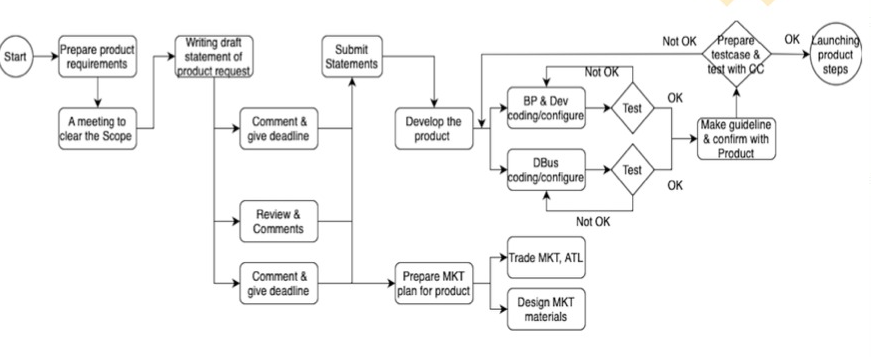 Start
Prepare product
requirements
A meeting to
clear the Scope
Writing draft
statement of
product request
Comment &
give deadline
Review &
Comments
Comment &
give deadline
Submit
Statements
Develop the
product
Prepare MKT
plan for product
BP & Dev
coding/configure
Not OK
Test
OK
DBus
coding/configure
Test
OK
Not OK
Trade MKT, ATL
Design MKT
materials
Make guideline
& confirm with
Product
Not OK
Prepare
testcase &
test with CC
OK
Launching
product
steps